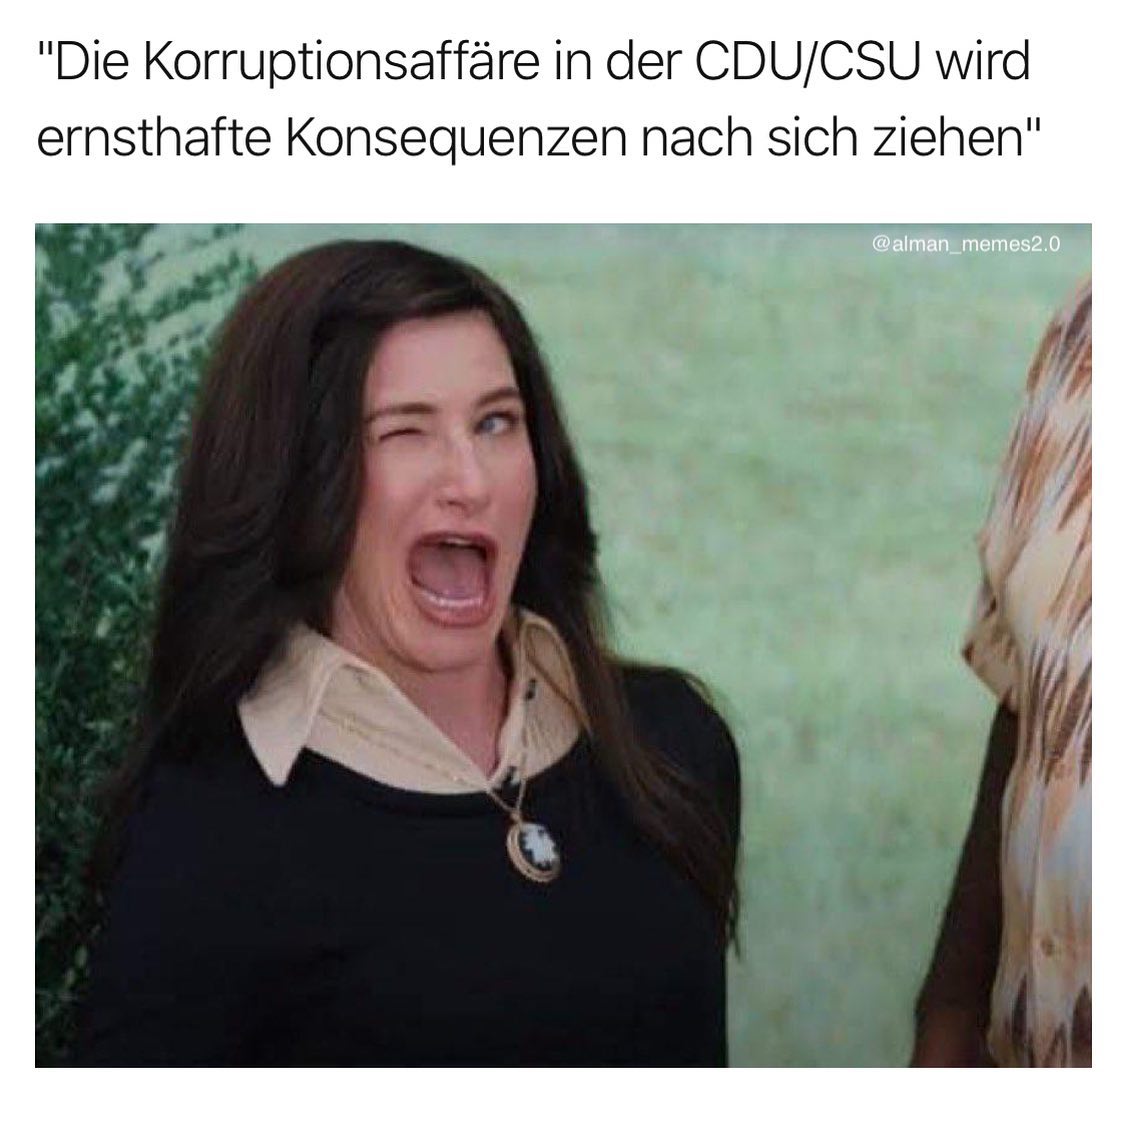 "Die Korruptionsaffäre in der CDU/CSU wird
ernsthafte Konsequenzen nach sich ziehen"
@alman_memes2.0